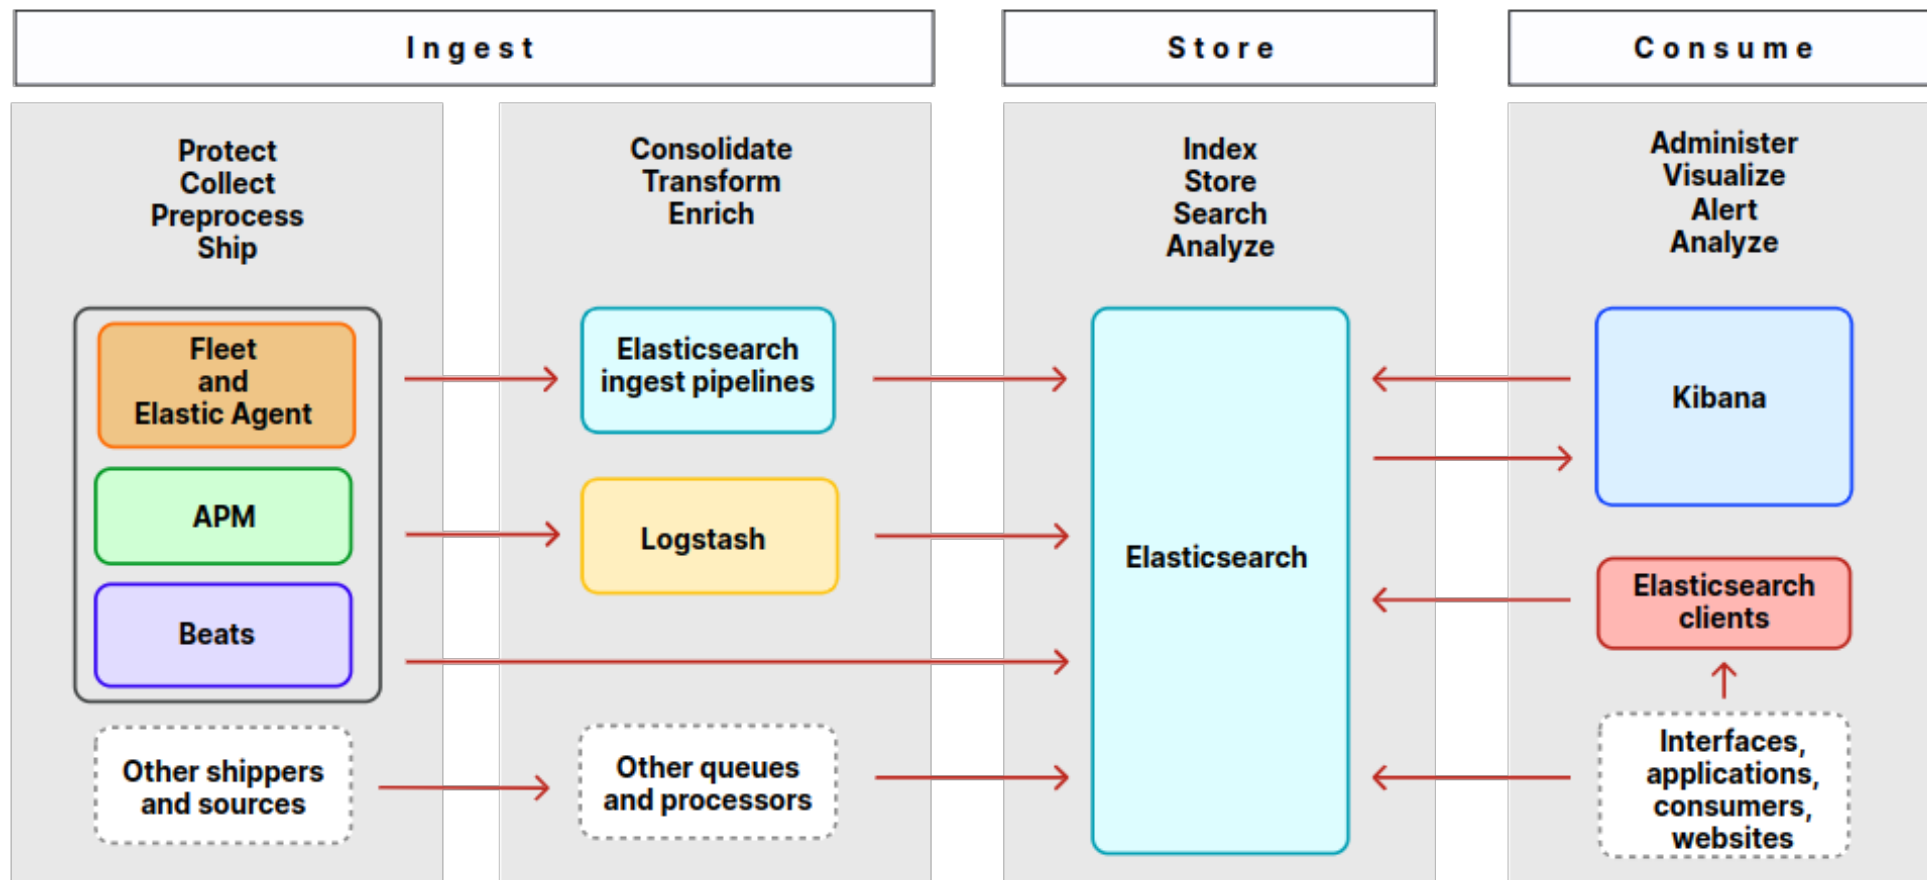 Ingest
Store
Consume
Protect
Collect
Preprocess
Ship
Consolidate
Transform
Enrich
Index
Store
Search
Analyze
Administer
Visualize
Alert
Analyze
Fleet
and
Elastic Agent
APM
Beats
Other shippers
and sources
Elasticsearch
ingest pipelines
Logstash
Other queues
and processors
Elasticsearch
Kibana
Elasticsearch
clients
Interfaces,
applications,
consumers,
websites